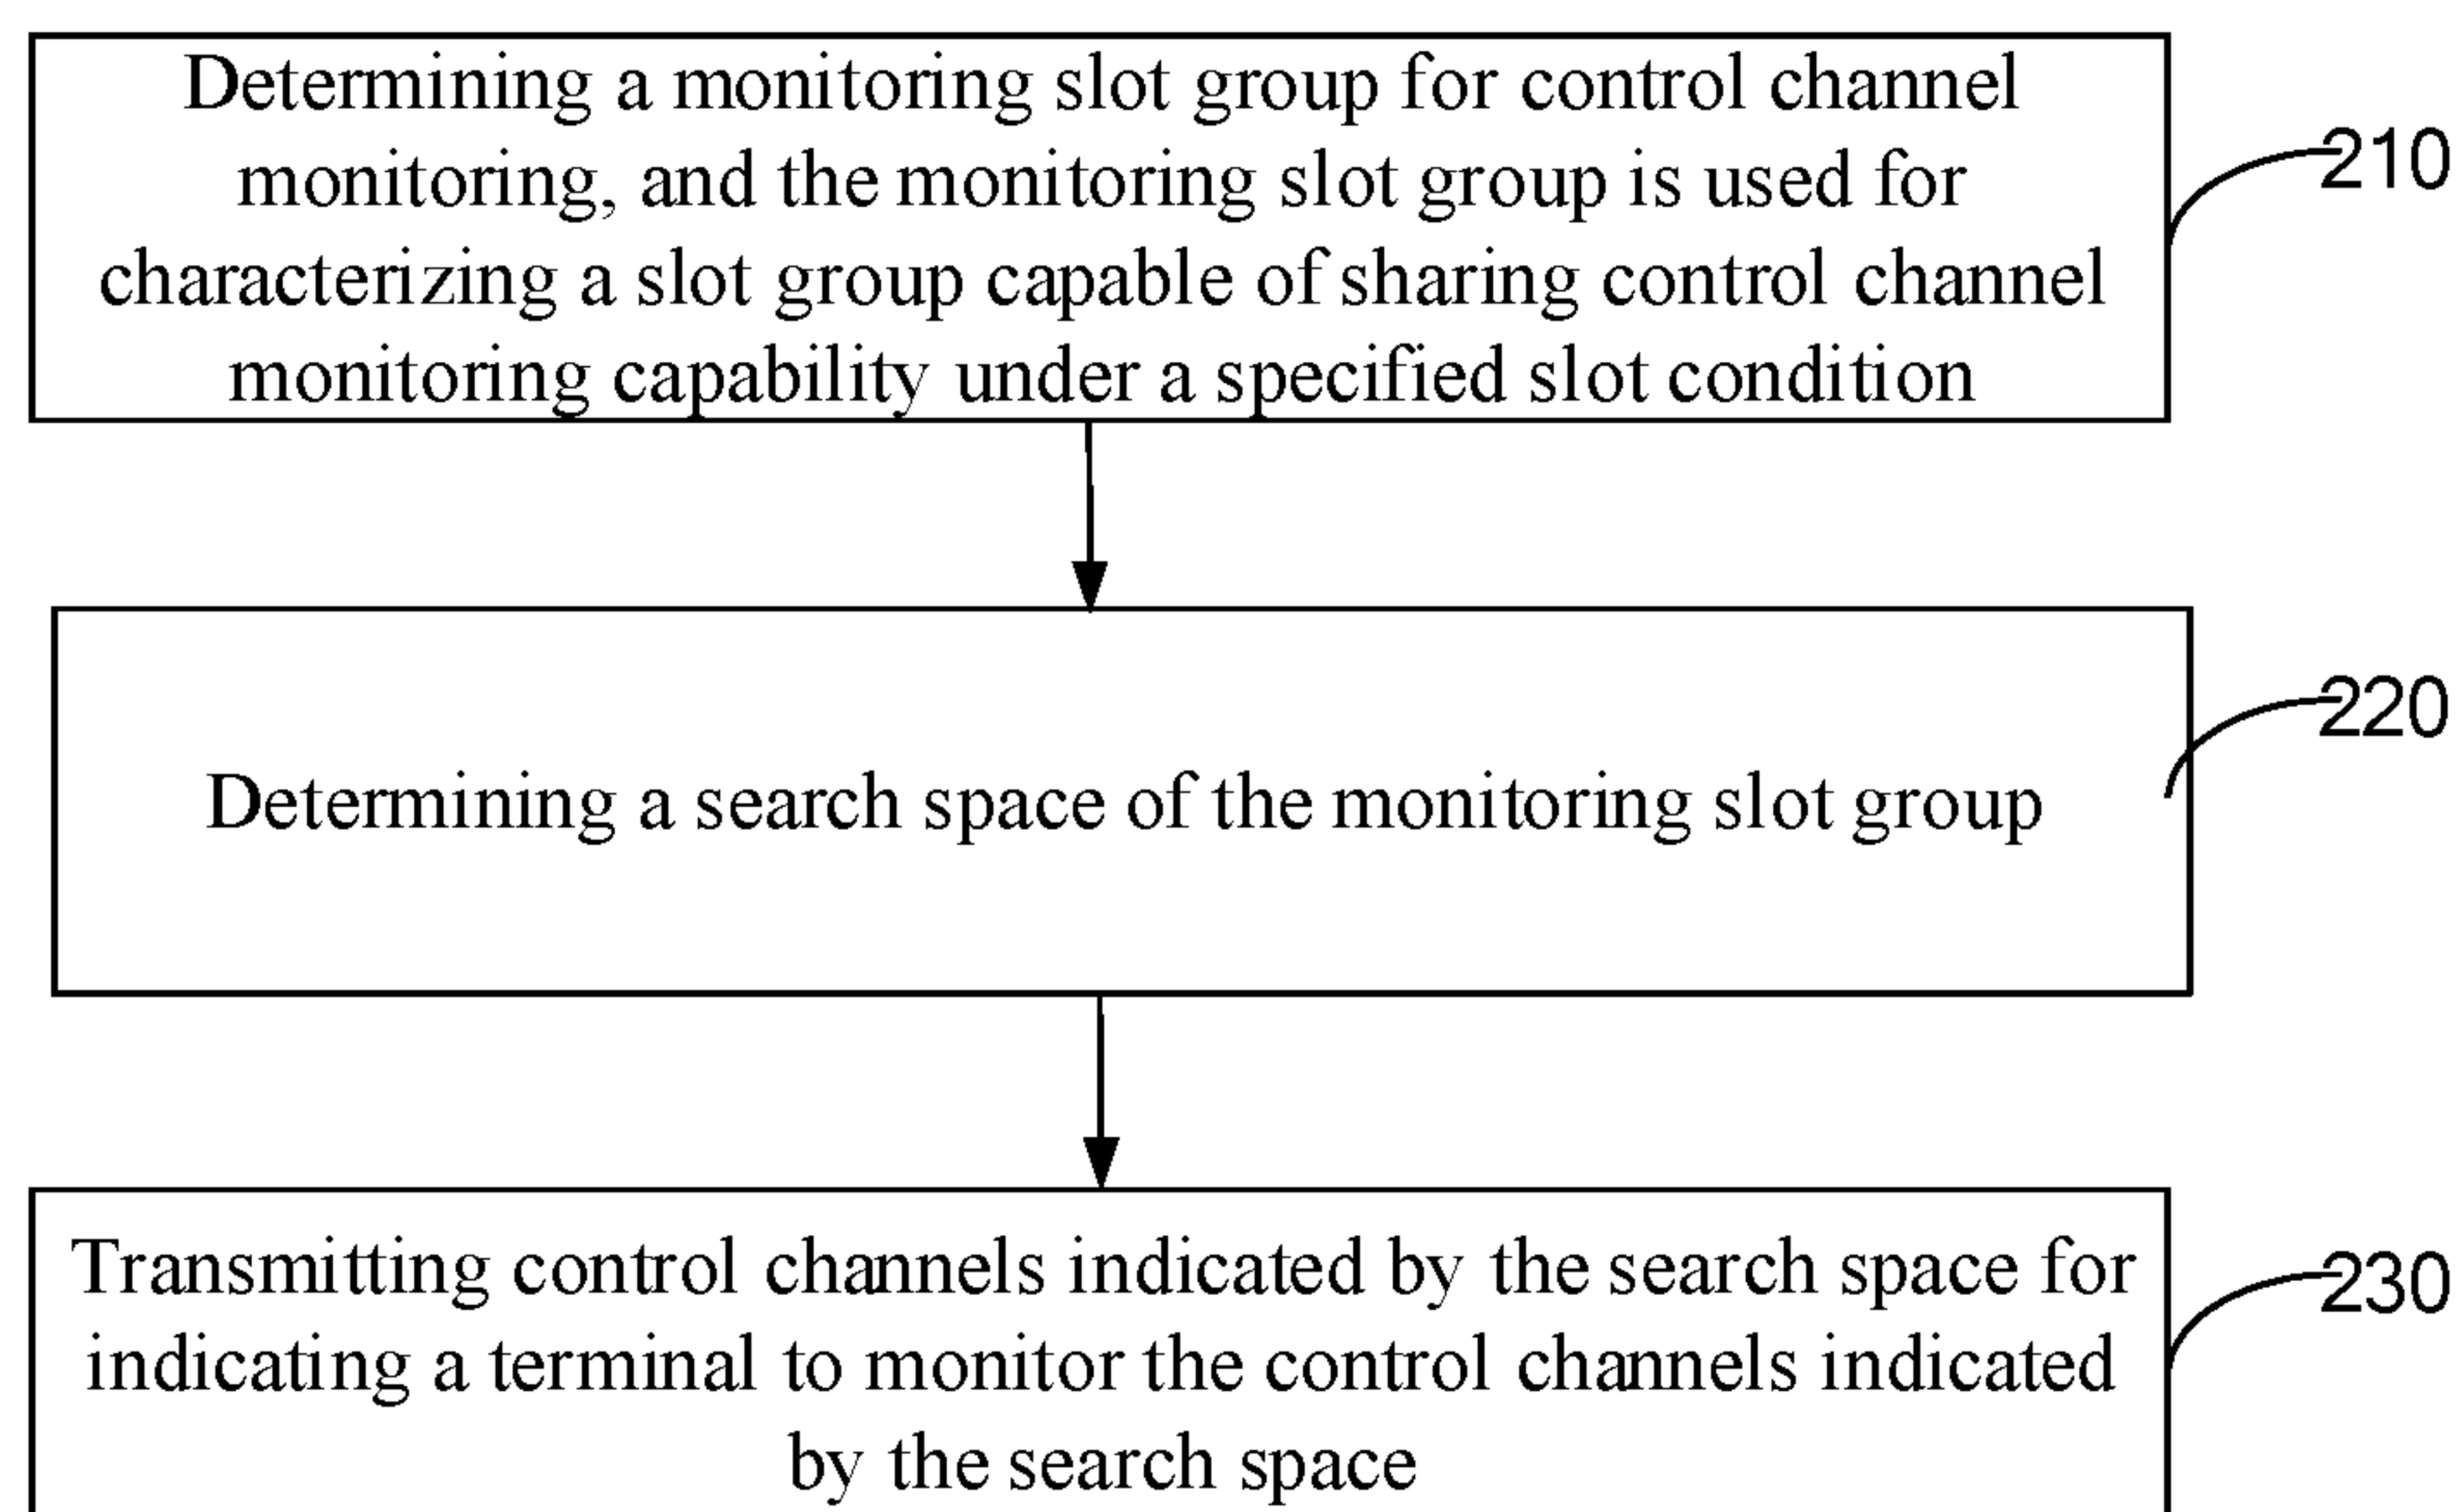 Determining a monitoring slot group for control channel
monitoring, and the monitoring slot group is used for
characterizing a slot group capable of sharing control channel
monitoring capability under a specified slot condition
210
Determining a search space of the monitoring slot group
220
Transmitting control channels indicated by the search space for
indicating a terminal to monitor the control channels indicated
by the search space
230